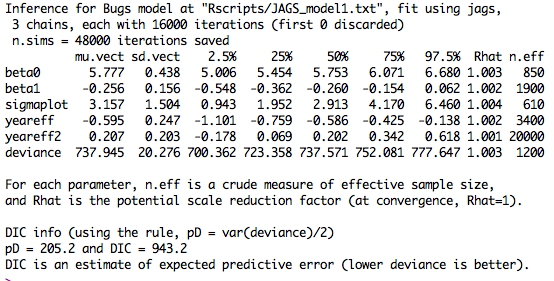 Inference for Bugs model at "Rscripts/JAGS_model1.txt", fit using jags,
3 chains, each with 16000 iterations (first 0 discarded)
n.sims = 48000 iterations saved
mu.vect sd.vect 2.5% 25% 50% 75% 97.5% Rhat n.eff
beta0 5.777 0.438 5.006 5.454 5.753 6.071 6.680 1.003 850
beta1 -0.256 0.156 -0.548 -0.362 -0.260 -0.154 0.062 1.002 1900
sigmaplot 3.157 1.504 0.943 1.952 2.913 4.170 6.460 1.004 610
yeareff -0.595 0.247 -1.101 -0.759 -0.586 -0.425 -0.138 1.002 3400
yeareff2 0.207 0.203 -0.178 0.069 0.202 0.342 0.618 1.001 20000
deviance 737.945 20.276 700.362 723.358 737.571 752.081 777.647 1.003 1200
For each parameter, n.eff is a crude measure of effective sample size,
and Rhat is the potential scale reduction factor (at convergence, Rhat=1).
DIC info (using the rule, pD = var(deviance)/2)
pD = 205.2 and DIC = 943.2
DIC is an estimate of expected predictive error (lower deviance is better).